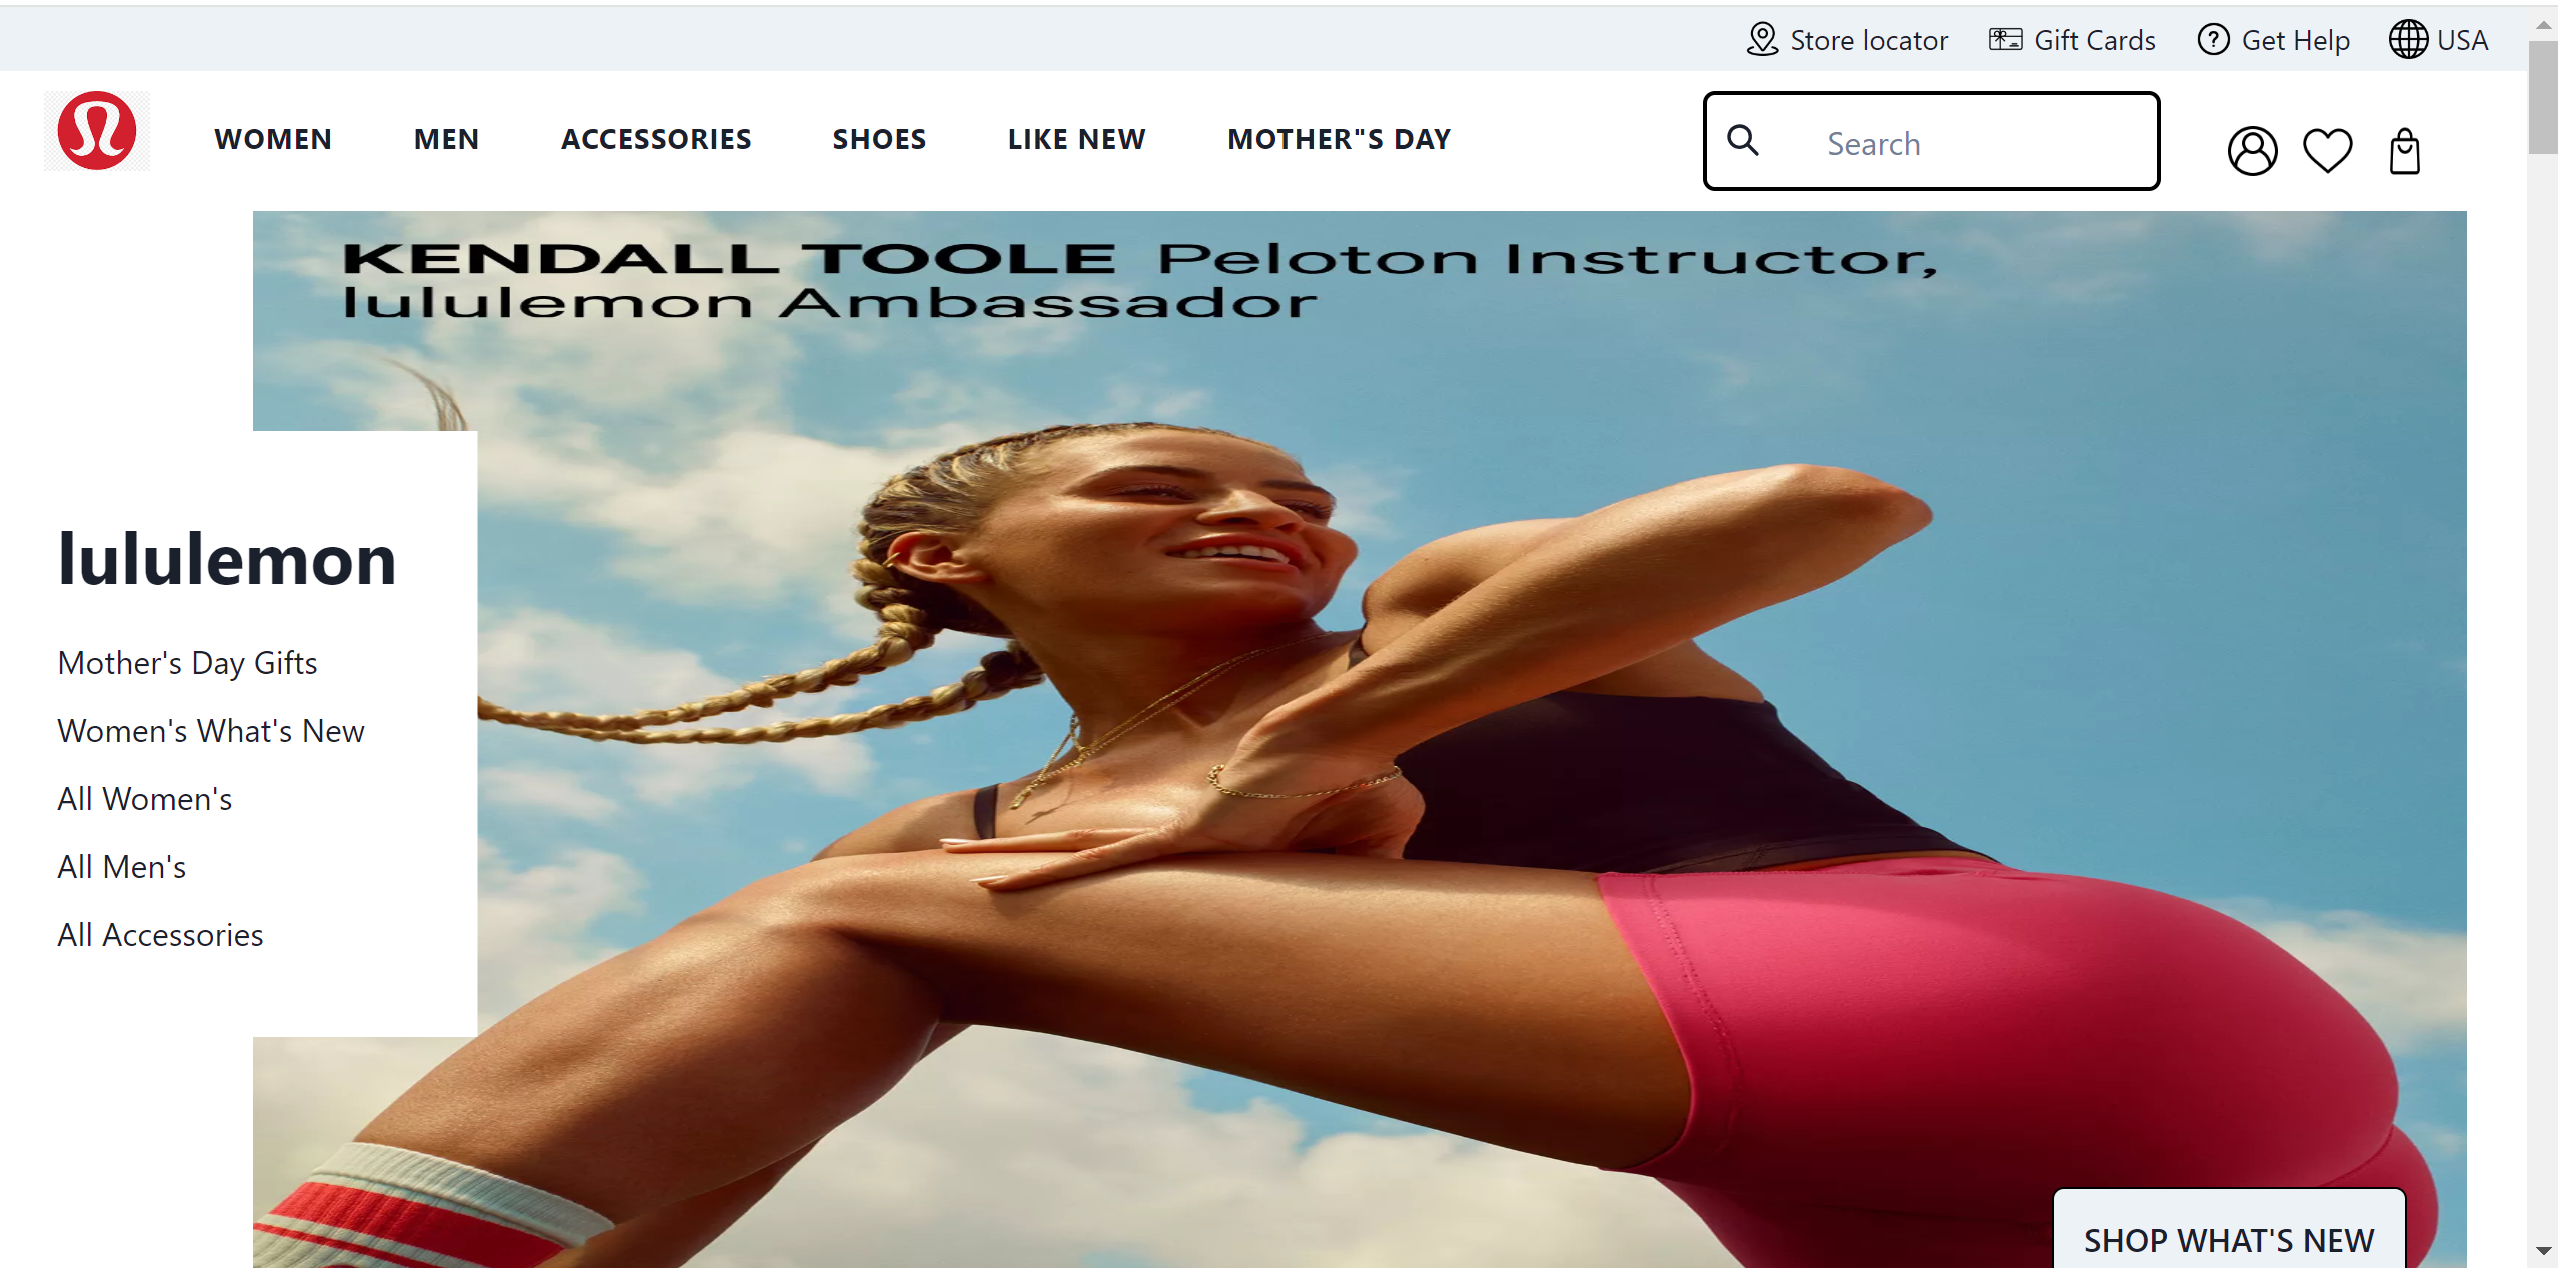 Store locator Gift Cards Get Help USA
WOMEN MEN ACCESSORIES SHOES LIKE NEW MOTHER"S DAY Search
KENDALL TOOLE Peloton Instructor,
lululemon Ambassador
lululemon
Mother's Day Gifts
Women's What's New
All Women's
All Men's
All Accessories
SHOP WHAT'S NEW